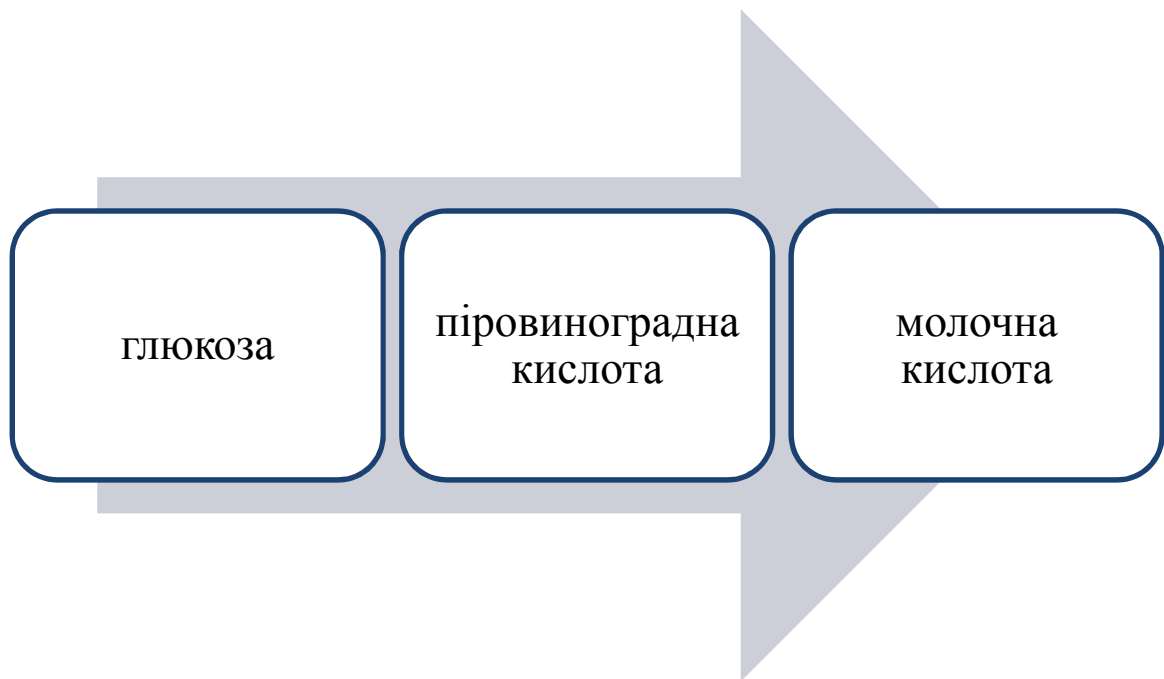 глюкоза
піровиноградна
кислота
молочна
кислота